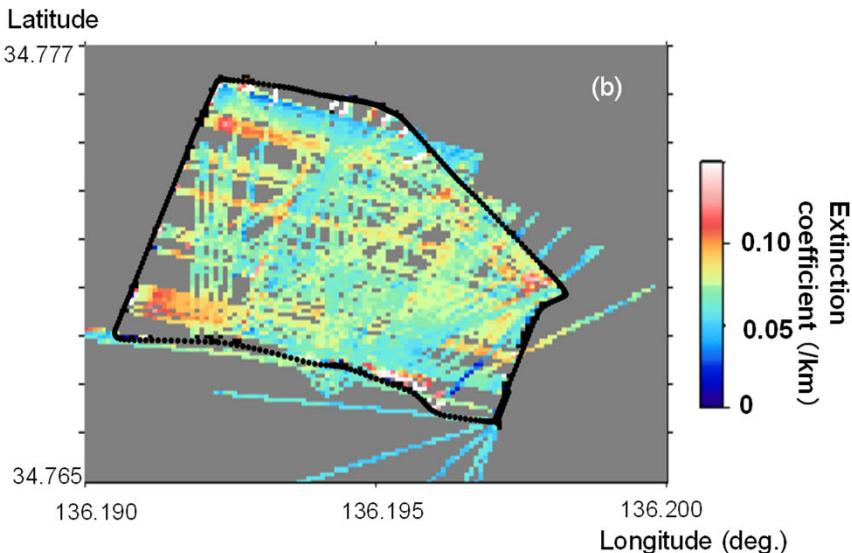 Latitude
34.777
(b)
0.10
0.05
0
Extinction
coefficient (/km)
34.765
136.190
136.195
136.200
Longitude (deg.)